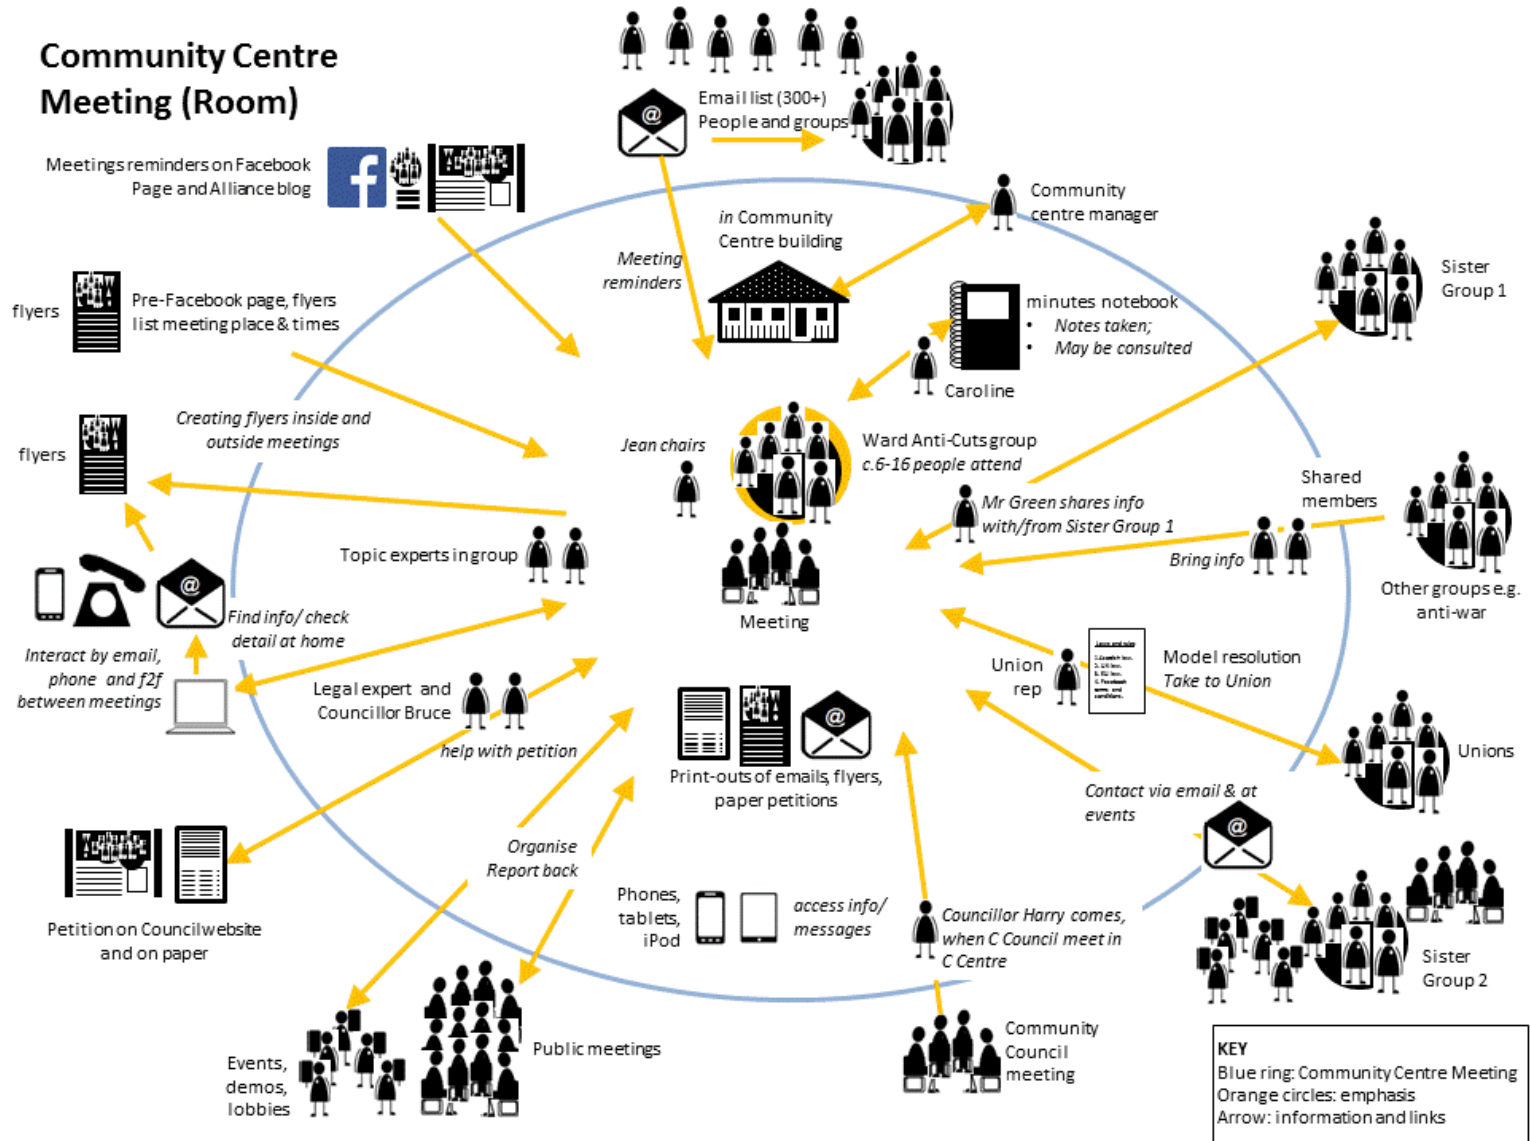 Community Centre
Meeting (Room)
Email list (300+)
People and groups
Meetings reminders on Facebook
Page and Alliance blog
in Community
Centre building
Community
centre manager
Meeting
reminders
Sister
Group 1
flyers
Pre-Facebook page, flyers
list meeting place & times
minutes notebook
• Notes taken;
• May be consulted
Caroline
Creating flyers inside and
outside meetings
flyers
Jean chairs
Ward Anti-Cuts group
c.6-16 people attend
Shared
members
Mr Green shares info
with/from Sister Group 1
Topic experts in group
Bring info
Other groups e.g.
anti-war
Meeting
Find info/ check
detail at home
Interact by email,
phone and f2f
between meetings
Union
rep
Model resolution
Take to Union
Legal expert and
Councillor Bruce
help with petition
Unions
Print-outs of emails, flyers,
paper petitions
Contact via email & at
events
Organise
Report back
Phones,
tablets,
iPod
access info/
messages
Councillor Harry comes,
when C Council meet in
C Centre
Petition on Council website
and on paper
Sister
Group 2
Events,
demos,
lobbies
Public meetings
Community
Council
meeting
KEY
Blue ring: Community Centre Meeting
Orange circles: emphasis
Arrow: information and links